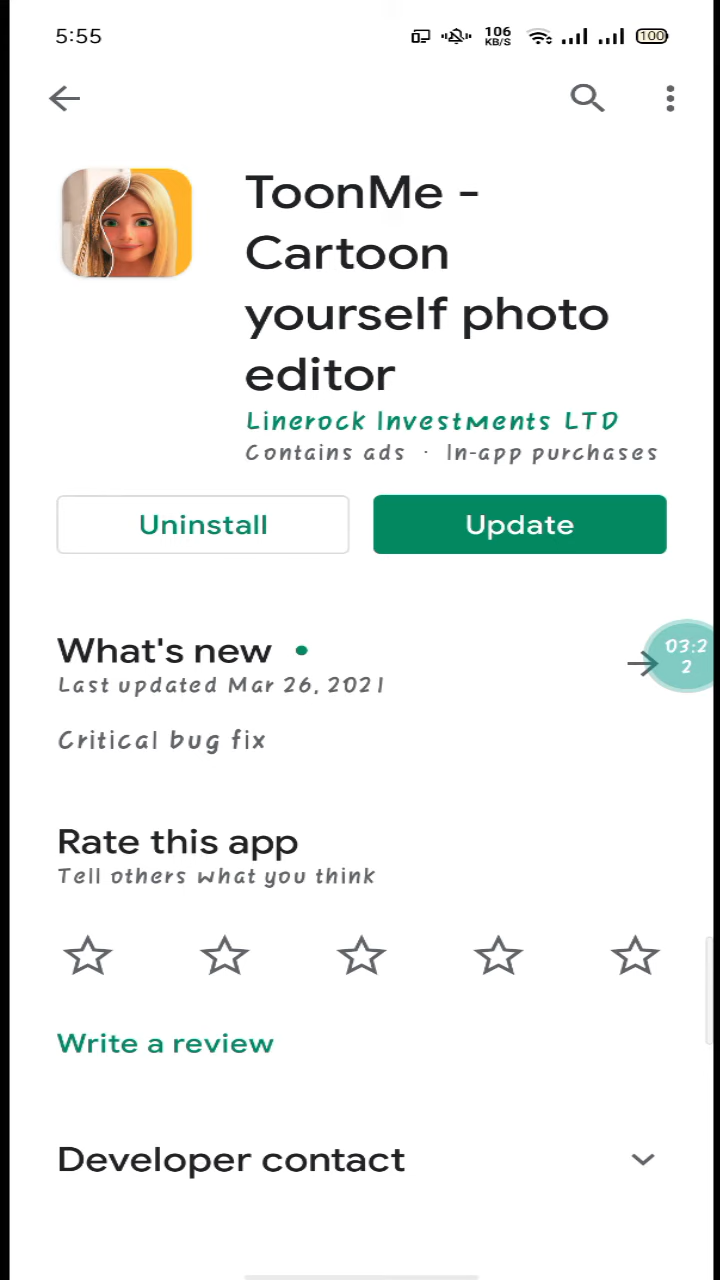 5:55
106
KB/S
100
ToonMe -
Cartoon
yourself photo
editor
Linerock Investments LTD
Contains ads · In-app purchases
Uninstall
Update
What's new
03:2
2
Last updated Mar 26, 2021
Critical bug fix
Rate this app
Tell others what you think
Write a review
Developer contact